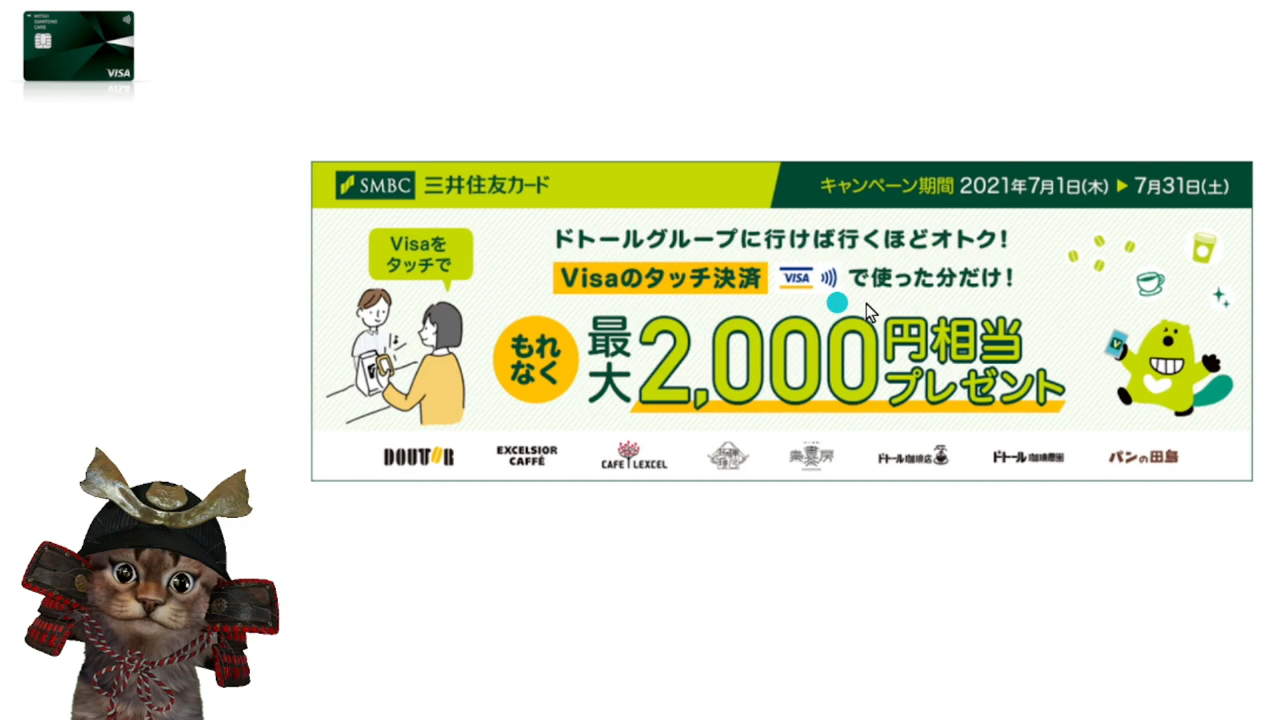 MITSUI
SUMITOMO
CARD
VISA
SMBC 三井住友カード
キャンペーン期間 2021年7月1日(木) ▶ 7月31日(土)
Visaを
タッチで
ドトールグループに行けば行くほどオトク!
Visaのタッチ決済 VISA で使った分だけ!
もれ
なく
最大2,000円相当
プレゼント
DOUTOR
EXCELSIOR
CAFFÉ
CAFÉ LEXCEL
ドトール珈琲店
ドトール珈琲農園
パンの田島